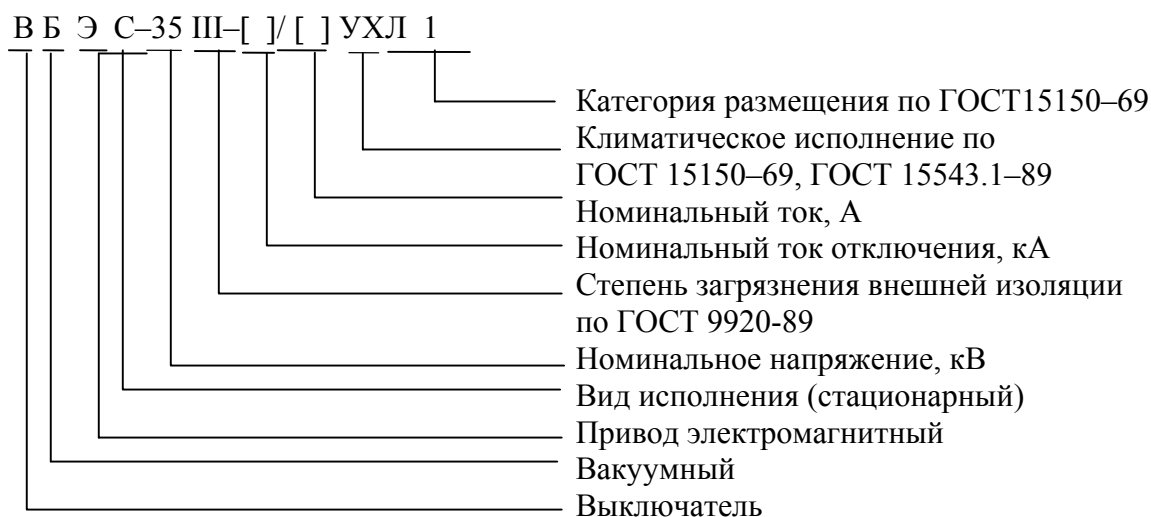 В Б Э С–35 III–[ ]/ [ ] УХЛ 1
Категория размещения по ГОСТ15150–69
Климатическое исполнение по
ГОСТ 15150–69, ГОСТ 15543.1–89
Номинальный ток, А
Номинальный ток отключения, кА
Степень загрязнения внешней изоляции
по ГОСТ 9920-89
Номинальное напряжение, кВ
Вид исполнения (стационарный)
Привод электромагнитный
Вакуумный
Выключатель